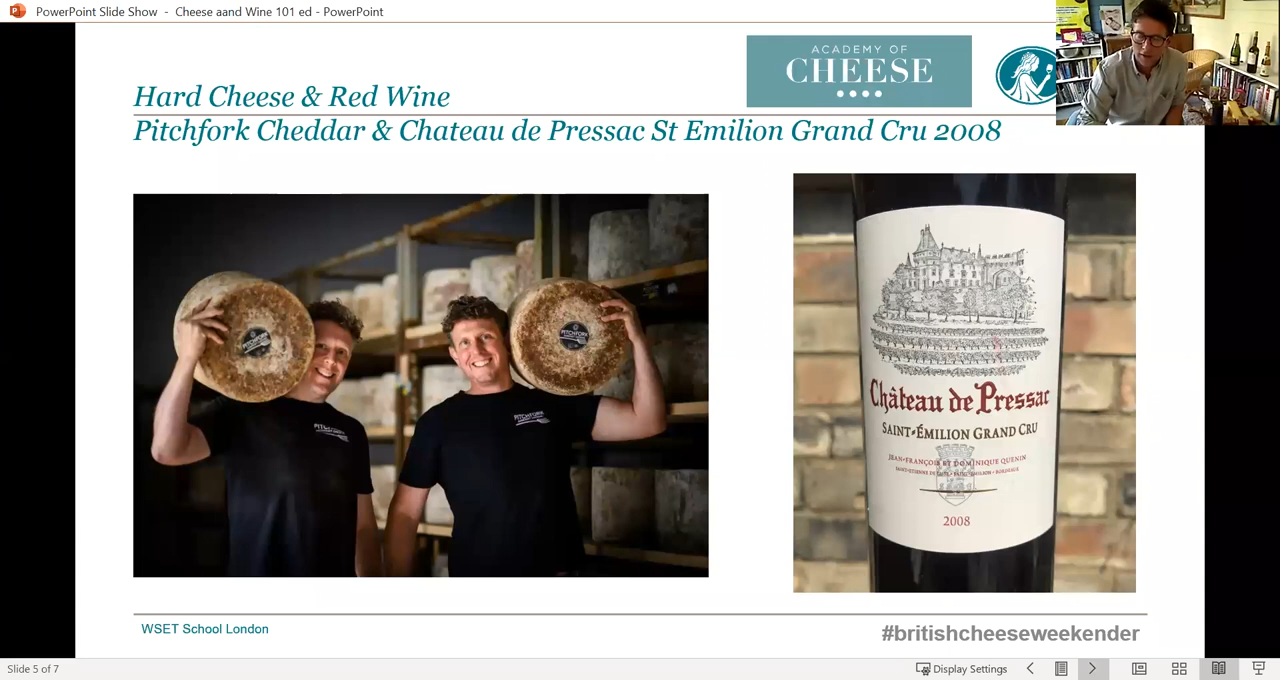 PowerPoint Slide Show - Cheese aand Wine 101 ed - PowerPoint
ACADEMY OF
CHEESE
Hard Cheese & Red Wine
Pitchfork Cheddar & Chateau de Pressac St Emilion Grand Cru 2008
PITCHFORK
PITCHFORK
PITCHFORK
Château de Pressac
SAINT-ÉMILION GRAND CRU
JEAN-FRANÇOIS ET DOMINIQUE QUENIN
2008
WSET School London
#britishcheeseweekender
Slide 5 of 7
Display Settings